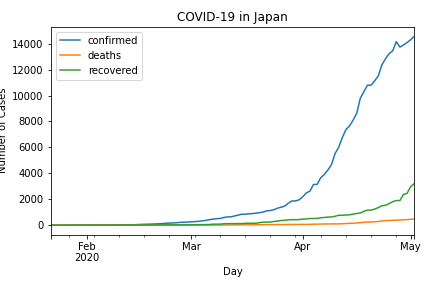 COVID-19 in Japan
confirmed
deaths
recovered
14000
12000
10000
8000
6000
4000
2000
0
Number of Cases
Feb
2020
Mar
Apr
May
Day